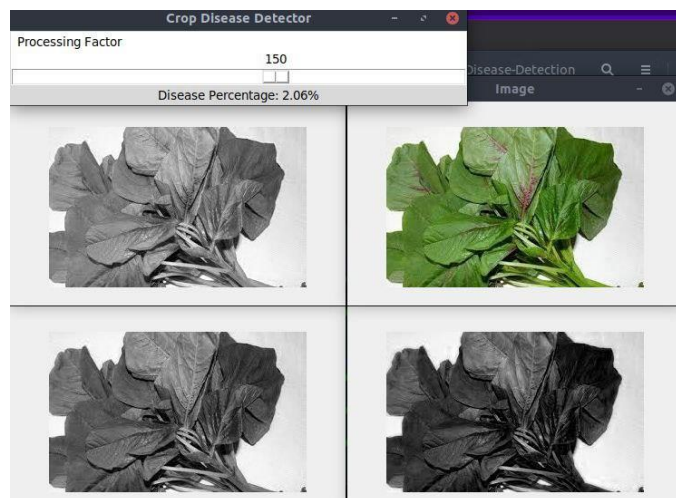 Crop Disease Detector
Processing Factor
150
Disease Percentage: 2.06%
Disease-Detection
Image